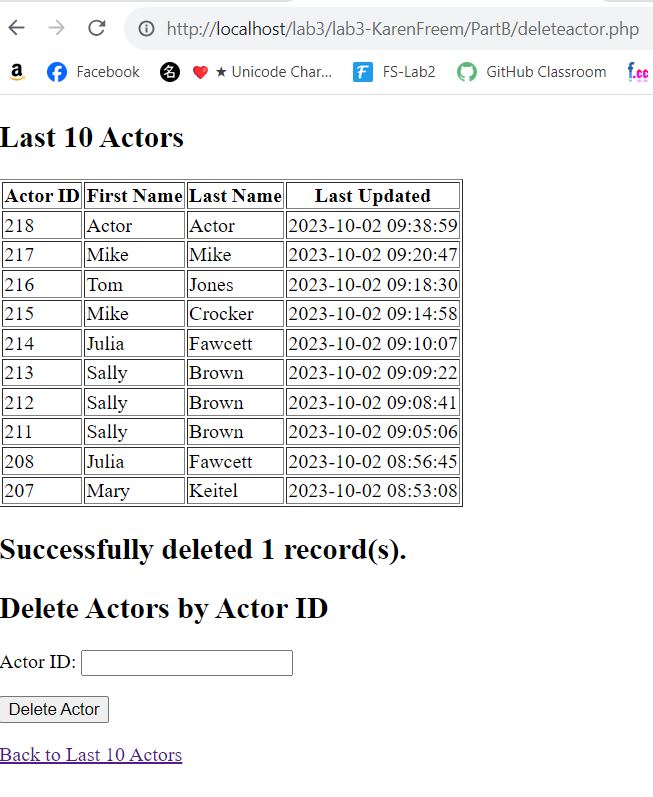 http://localhost/lab3/lab3-KarenFreem/PartB/deleteactor.php
a Facebook 名 ★ Unicode Char... F FS-Lab2 GitHub Classroom f.cc
Last 10 Actors
Actor ID First Name Last Name Last Updated
218 Actor Actor 2023-10-02 09:38:59
217 Mike Mike 2023-10-02 09:20:47
216 Tom Jones 2023-10-02 09:18:30
215 Mike Crocker 2023-10-02 09:14:58
214 Julia Fawcett 2023-10-02 09:10:07
213 Sally Brown 2023-10-02 09:09:22
212 Sally Brown 2023-10-02 09:08:41
211 Sally Brown 2023-10-02 09:05:06
208 Julia Fawcett 2023-10-02 08:56:45
207 Mary Keitel 2023-10-02 08:53:08
Successfully deleted 1 record(s).
Delete Actors by Actor ID
Actor ID:
Delete Actor
Back to Last 10 Actors